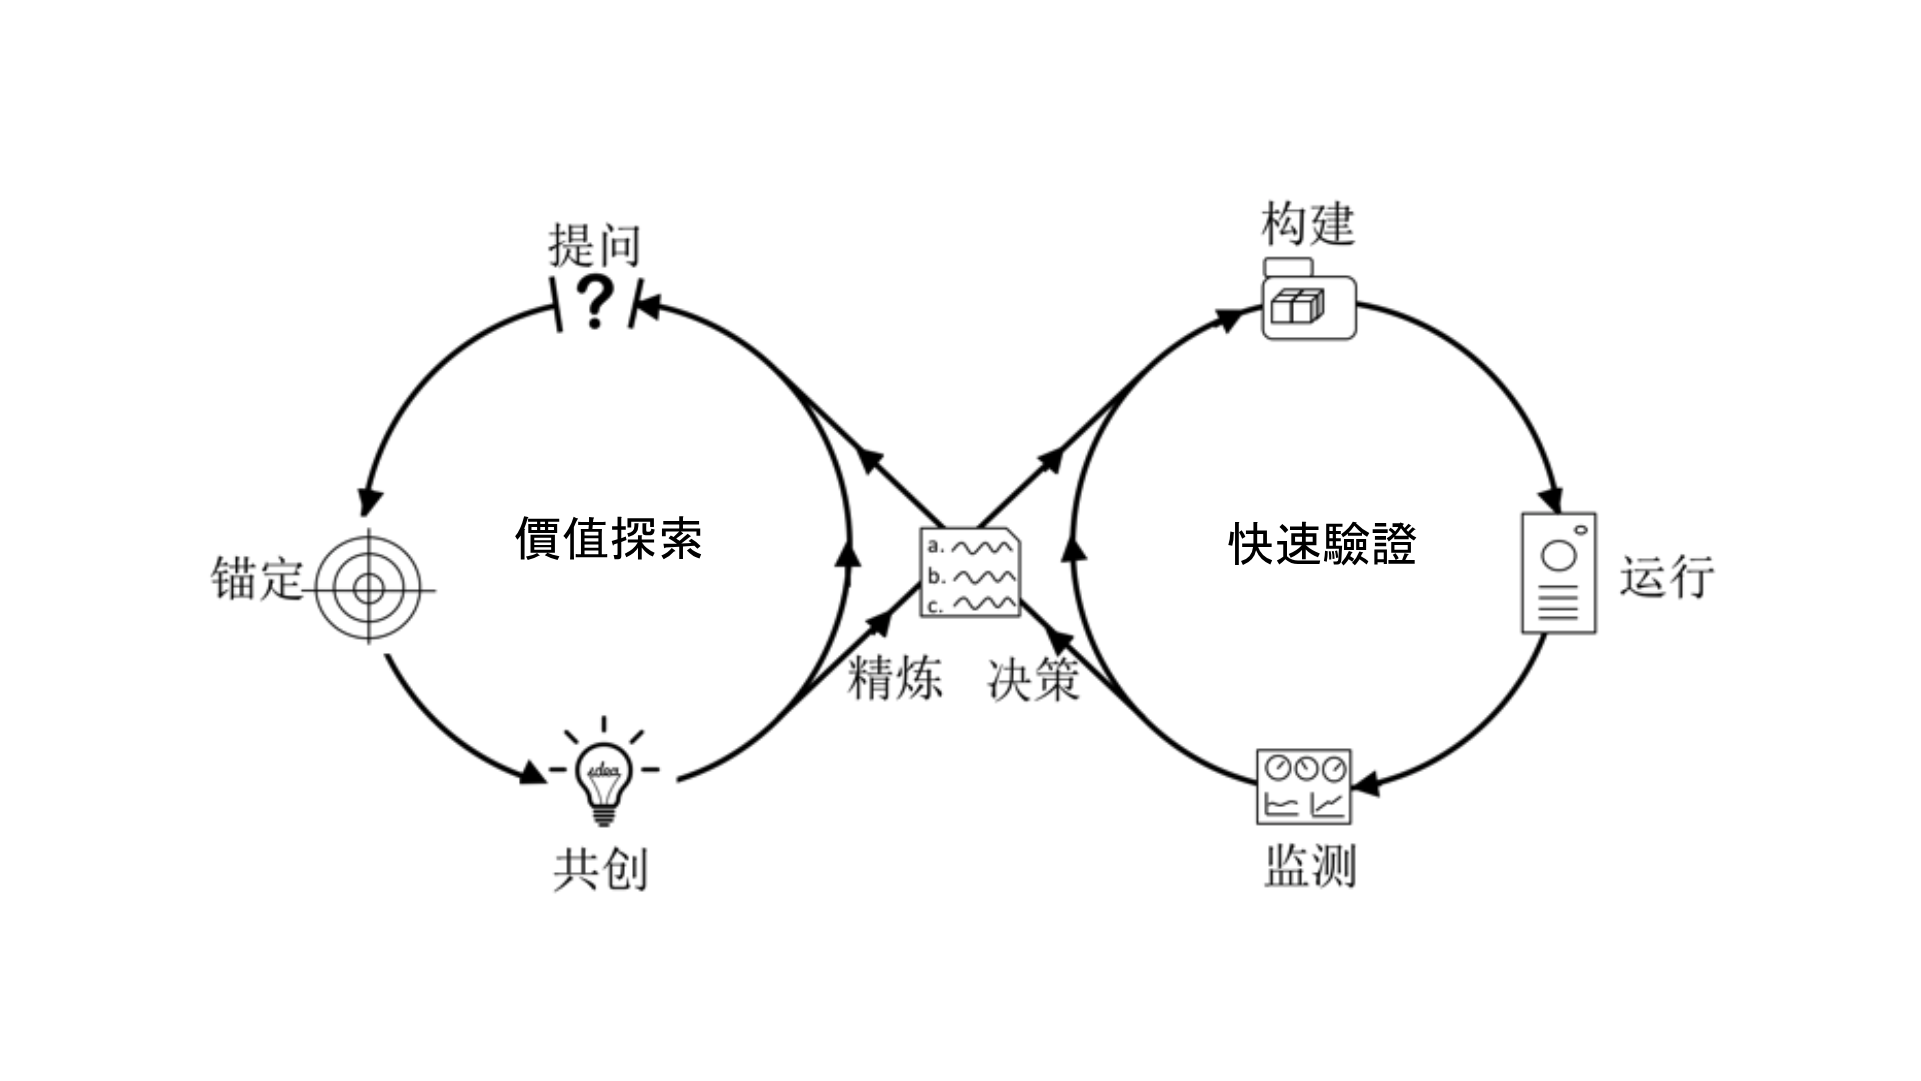 提问
构建
價值探索
快速驗證
锚定
运行
a.
b.
c.
精炼
决策
idea
共创
监测